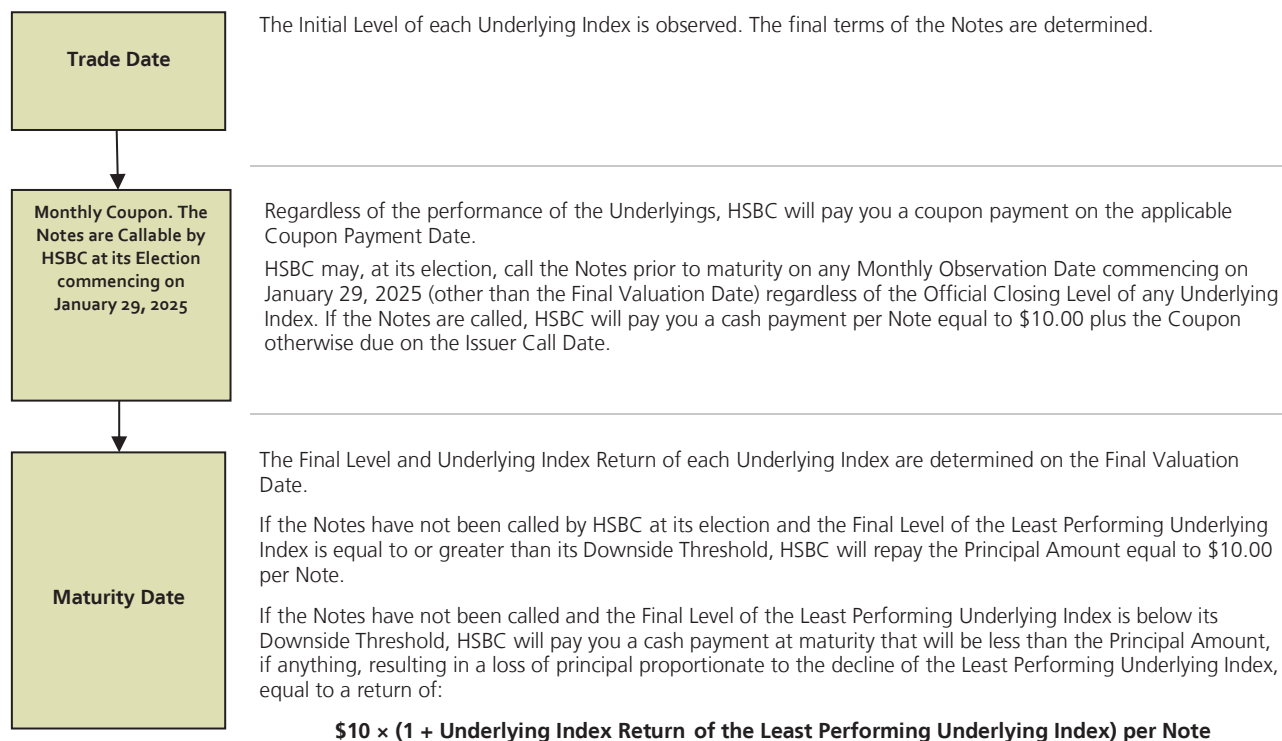 Trade Date
The Initial Level of each Underlying Index is observed. The final terms of the Notes are determined.
Monthly Coupon. The
Notes are Callable by
HSBC at its Election
commencing on
January 29, 2025
Regardless of the performance of the Underlyings, HSBC will pay you a coupon payment on the applicable
Coupon Payment Date.
HSBC may, at its election, call the Notes prior to maturity on any Monthly Observation Date commencing on
January 29, 2025 (other than the Final Valuation Date) regardless of the Official Closing Level of any Underlying
Index. If the Notes are called, HSBC will pay you a cash payment per Note equal to $10.00 plus the Coupon
otherwise due on the Issuer Call Date.
Maturity Date
The Final Level and Underlying Index Return of each Underlying Index are determined on the Final Valuation
Date.
If the Notes have not been called by HSBC at its election and the Final Level of the Least Performing Underlying
Index is equal to or greater than its Downside Threshold, HSBC will repay the Principal Amount equal to $10.00
per Note.
If the Notes have not been called and the Final Level of the Least Performing Underlying Index is below its
Downside Threshold, HSBC will pay you a cash payment at maturity that will be less than the Principal Amount,
if anything, resulting in a loss of principal proportionate to the decline of the Least Performing Underlying Index,
equal to a return of:
$10 × (1 + Underlying Index Return of the Least Performing Underlying Index) per Note